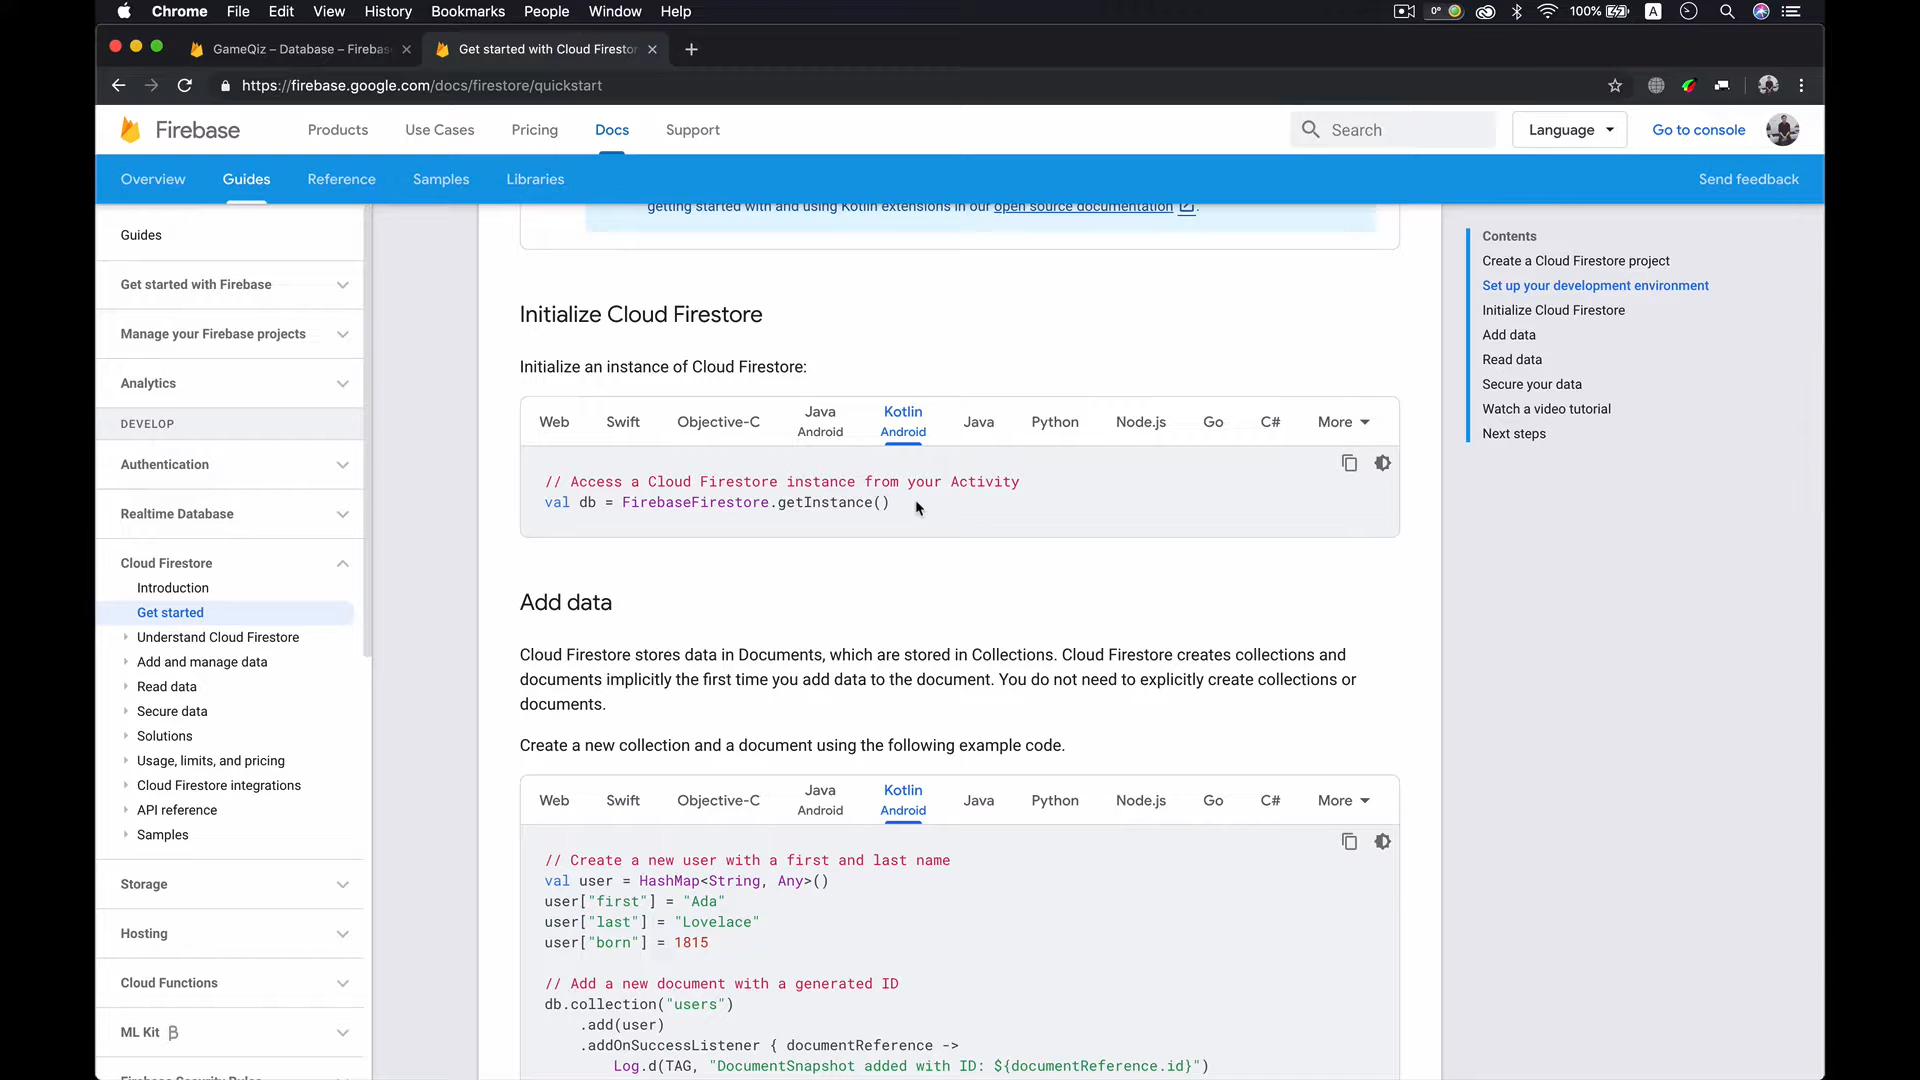 Chrome File Edit View History Bookmarks People Window Help 0° 100% A
GameQiz – Database – Firebas Get started with Cloud Firestor
https://firebase.google.com/docs/firestore/quickstart
Firebase Products Use Cases Pricing Docs Support Search Language Go to console
Overview Guides Reference Samples Libraries Send feedback
Guides
Get started with Firebase
Manage your Firebase projects
Analytics
DEVELOP
Authentication
Realtime Database
Cloud Firestore
Introduction
Get started
Understand Cloud Firestore
Add and manage data
Read data
Secure data
Solutions
Usage, limits, and pricing
Cloud Firestore integrations
API reference
Samples
Storage
Hosting
Cloud Functions
ML Kit β
getting started with and using Kotlin extensions in our open source documentation .
Initialize Cloud Firestore
Initialize an instance of Cloud Firestore:
Web Swift Objective-C Java Android Kotlin Android Java Python Node.js Go C# More
// Access a Cloud Firestore instance from your Activity
val db = FirebaseFirestore.getInstance()
Add data
Cloud Firestore stores data in Documents, which are stored in Collections. Cloud Firestore creates collections and
documents implicitly the first time you add data to the document. You do not need to explicitly create collections or
documents.
Create a new collection and a document using the following example code.
Web Swift Objective-C Java Android Kotlin Android Java Python Node.js Go C# More
// Create a new user with a first and last name
val user = HashMap<String, Any>()
user["first"] = "Ada"
user["last"] = "Lovelace"
user["born"] = 1815
// Add a new document with a generated ID
db.collection("users")
.add(user)
.addOnSuccessListener { documentReference ->
Log.d(TAG, "DocumentSnapshot added with ID: ${documentReference.id}")
Contents
Create a Cloud Firestore project
Set up your development environment
Initialize Cloud Firestore
Add data
Read data
Secure your data
Watch a video tutorial
Next steps